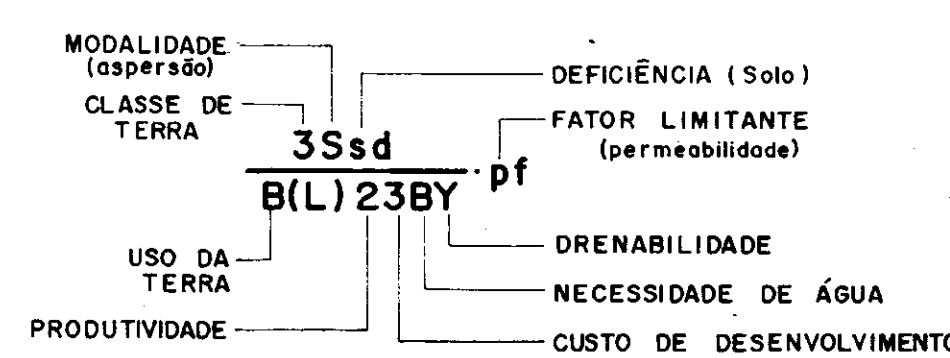 MODALIDADE
(aspersão)
DEFICIÊNCIA (Solo)
CLASSE DE
TERRA
FATOR LIMITANTE
(permeabilidade)
3Ssd
B(L)23BY
· pf
USO DA
TERRA
DRENABILIDADE
NECESSIDADE DE ÁGUA
PRODUTIVIDADE
CUSTO DE DESENVOLVIMENTO